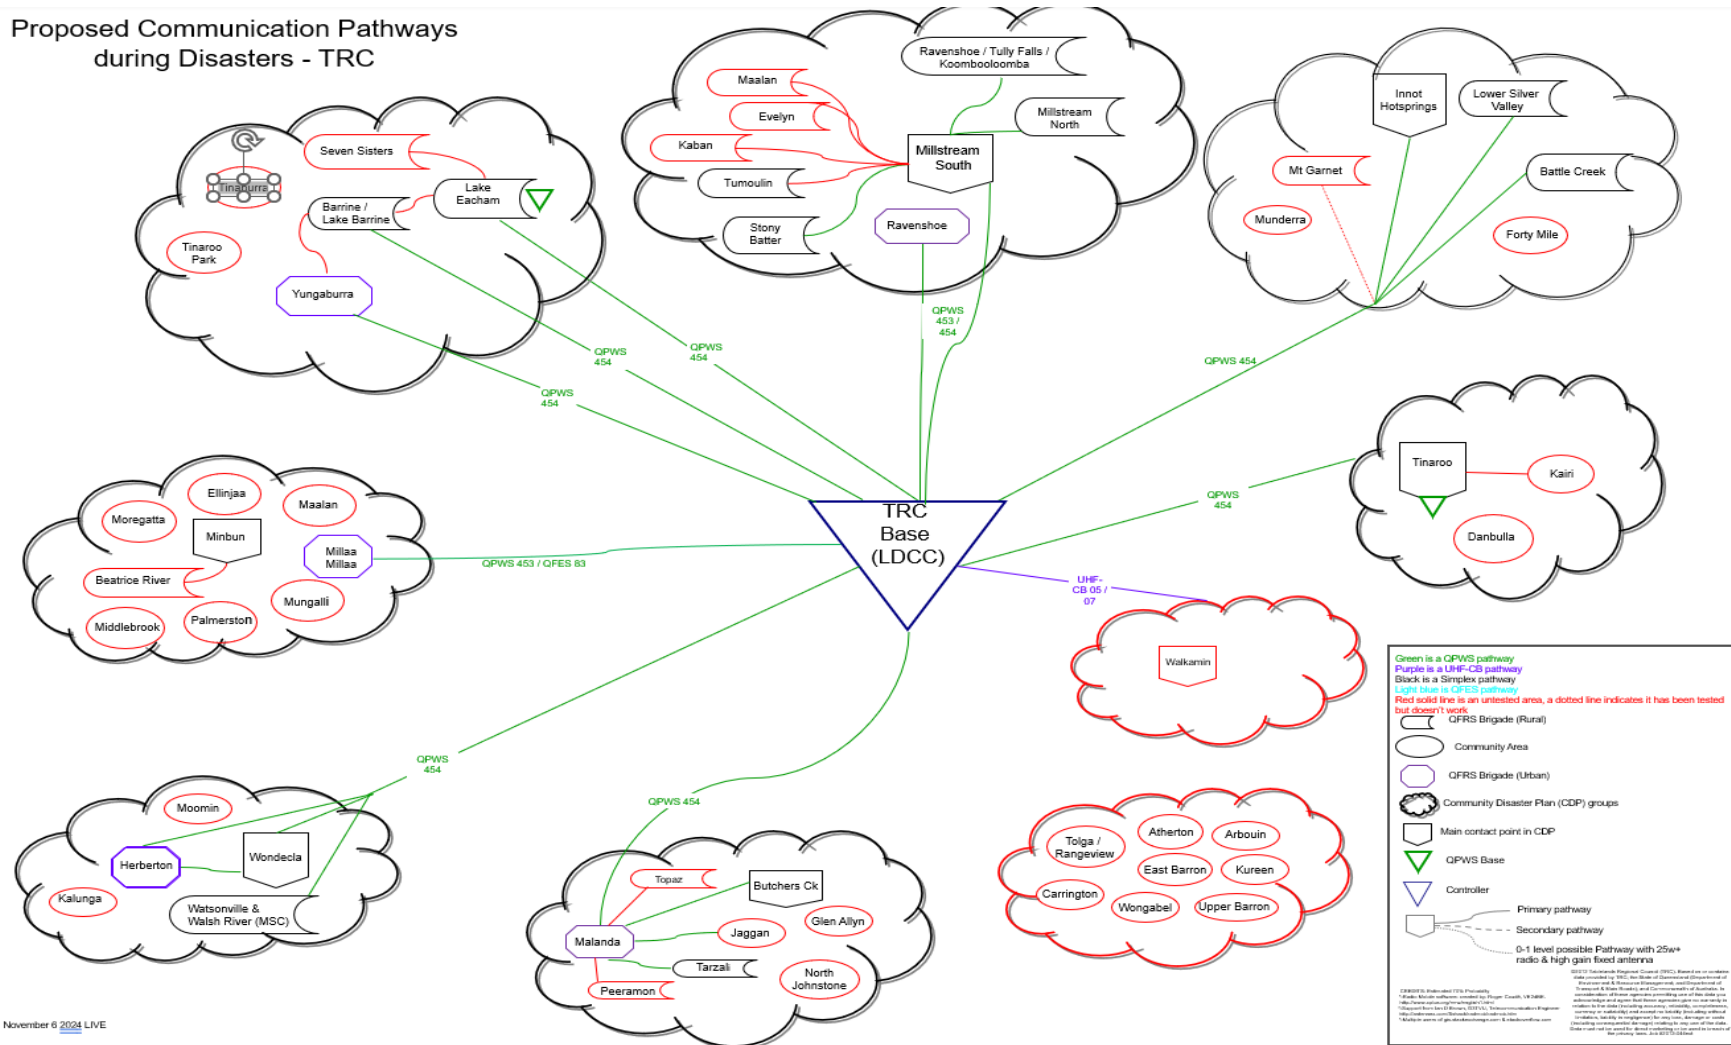 Proposed Communication Pathways
during Disasters - TRC
Ravenshoe / Tully Falls /
Koombooloomba
Maalan
Evelyn
Kaban
Tumoulin
Stony
Batter
Millstream
North
Millstream
South
Ravenshoe
Innot
Hotsprings
Lower Silver
Valley
Mt Garnet
Battle Creek
Munderra
Forty Mile
Seven Sisters
Tinaburra
Lake
Eacham
Barrine /
Lake Barrine
Tinaroo
Park
Yungaburra
QPWS
453 /
454
QPWS
454
QPWS
454
QPWS
454
QPWS 454
Tinaroo
Kairi
Danbulla
QPWS
454
Ellinjaa
Maalan
Moregatta
Minbun
Millaa
Millaa
Beatrice River
Mungalli
Middlebrook
Palmerston
QPWS 453 / QFES 83
TRC
Base
(LDCC)
UHF-
CB 05 /
07
Walkamin
QPWS
454
Moomin
Herberton
Wondecla
Kalunga
Watsonville &
Walsh River (MSC)
QPWS 454
Topaz
Butchers Ck
Malanda
Jaggan
Glen Allyn
Tarzali
Peeramon
North
Johnstone
Tolga /
Rangeview
Atherton
Arbouin
East Barron
Kureen
Carrington
Wongabel
Upper Barron
Green is a QPWS pathway
Purple is a UHF-CB pathway
Black is a Simplex pathway
Light blue is QFES pathway
Red solid line is an untested area, a dotted line indicates it has been tested
but doesn't work
QFRS Brigade (Rural)
Community Area
QFRS Brigade (Urban)
Community Disaster Plan (CDP) groups
Main contact point in CDP
QPWS Base
Controller
Primary pathway
Secondary pathway
0-1 level possible Pathway with 25w+
radio & high gain fixed antenna
November 6 2024 LIVE